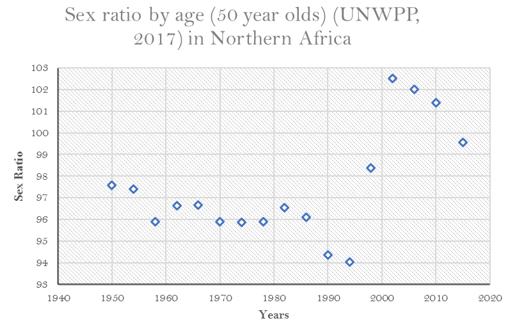 Sex ratio by age (50 year olds) (UNWPP,
2017) in Northern Africa
103
102
101
100
99
98
97
96
95
94
93
Sex Ratio
1940 1950 1960 1970 1980 1990 2000 2010 2020
Years